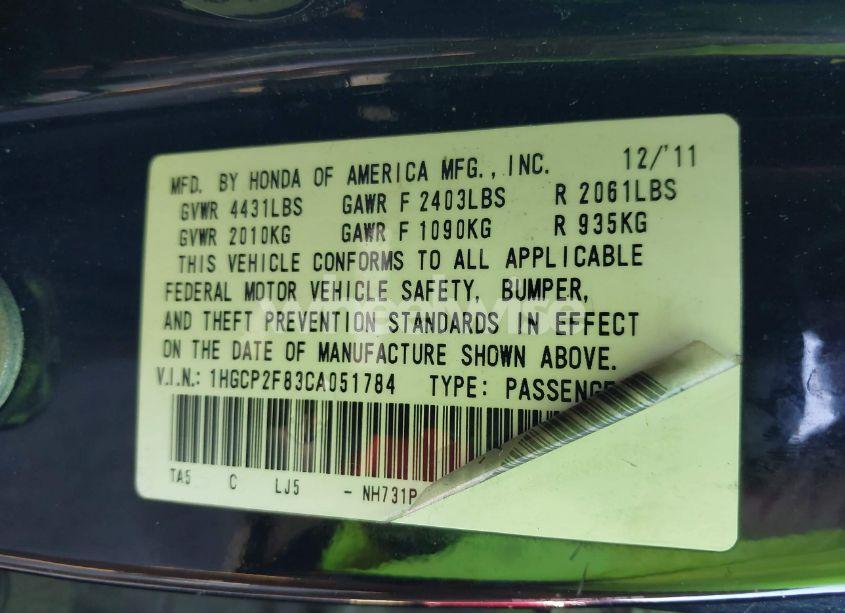 MFD. BY HONDA OF AMERICA MFG., INC. 12/'11
GVWR 4431LBS GAWR F 2403LBS R 2061LBS
GVWR 2010KG GAWR F 1090KG R 935KG
THIS VEHICLE CONFORMS TO ALL APPLICABLE
FEDERAL MOTOR VEHICLE SAFETY, BUMPER,
AND THEFT PREVENTION STANDARDS IN EFFECT
ON THE DATE OF MANUFACTURE SHOWN ABOVE.
V.I.N.: 1HGCP2F83CA051784 TYPE: PASSENGE
TA5 C LJ5 - NH731P